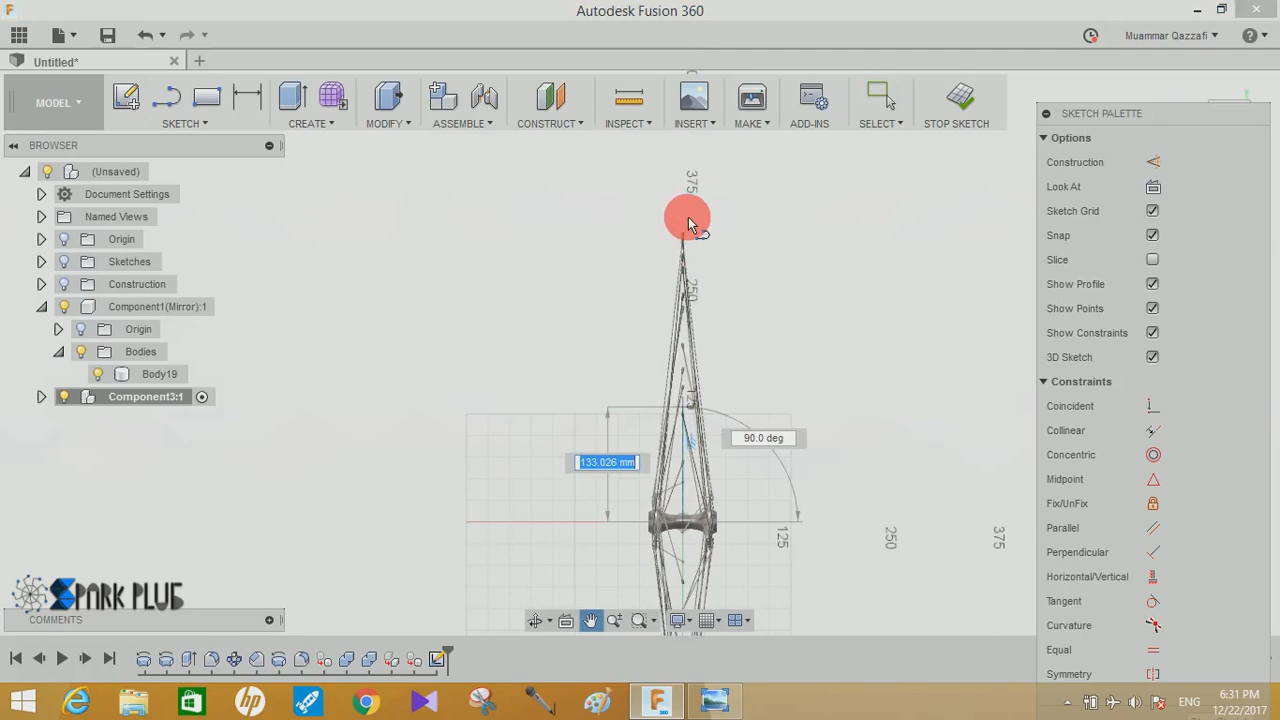 Autodesk Fusion 360
Muammar Qazzafi
Untitled*
MODEL
SKETCH
CREATE
MODIFY
ASSEMBLE
CONSTRUCT
INSPECT
INSERT
MAKE
ADD-INS
SELECT
STOP SKETCH
BROWSER
(Unsaved)
Document Settings
Named Views
Origin
Sketches
Construction
Component1(Mirror):1
Origin
Bodies
Body19
Component3:1
375
250
125
90.0 deg
133.026 mm
125
250
375
SKETCH PALETTE
Options
Construction
Look At
Sketch Grid
Snap
Slice
Show Profile
Show Points
Show Constraints
3D Sketch
Constraints
Coincident
Collinear
Concentric
Midpoint
Fix/UnFix
Parallel
Perpendicular
Horizontal/Vertical
Tangent
Curvature
Equal
Symmetry
SPARK PLUG
COMMENTS
F
360
ENG
6:31 PM
12/22/2017